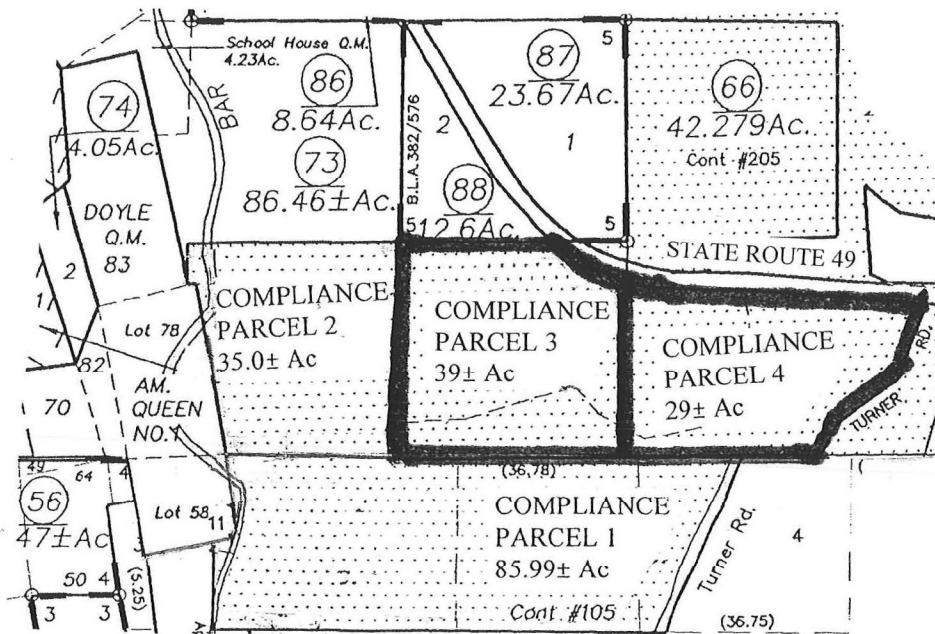 School House Q.M.
4.23Ac.
BAR
74
4.05Ac.
86
8.64Ac.
73
86.46±Ac.
B.L.A.382/576
2
88
12.6Ac.
5
87
23.67Ac.
1
5
5
66
42.279Ac.
Cont #205
STATE ROUTE 49
DOYLE
Q.M.
83
2
1
Lot 78
82
70
AM.
QUEEN
NO.1
COMPLIANCE
PARCEL 2
35.0± Ac
COMPLIANCE
PARCEL 3
39± Ac
COMPLIANCE
PARCEL 4
29± Ac
TURNER
RD.
49
64
4
56
47±Ac
Lot 58
11
50
4
3
3
(5.25)
(36.78)
COMPLIANCE
PARCEL 1
85.99± Ac
Cont #105
Turner Rd.
4
(36.75)